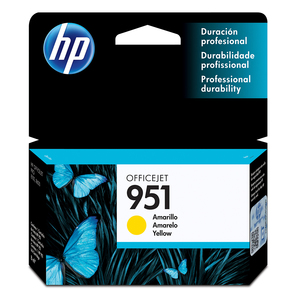 hp
Duración
profesional
Durabilidade
profissional
Professional
durability
OFFICEJET
951
Amarillo
Amarelo
Yellow